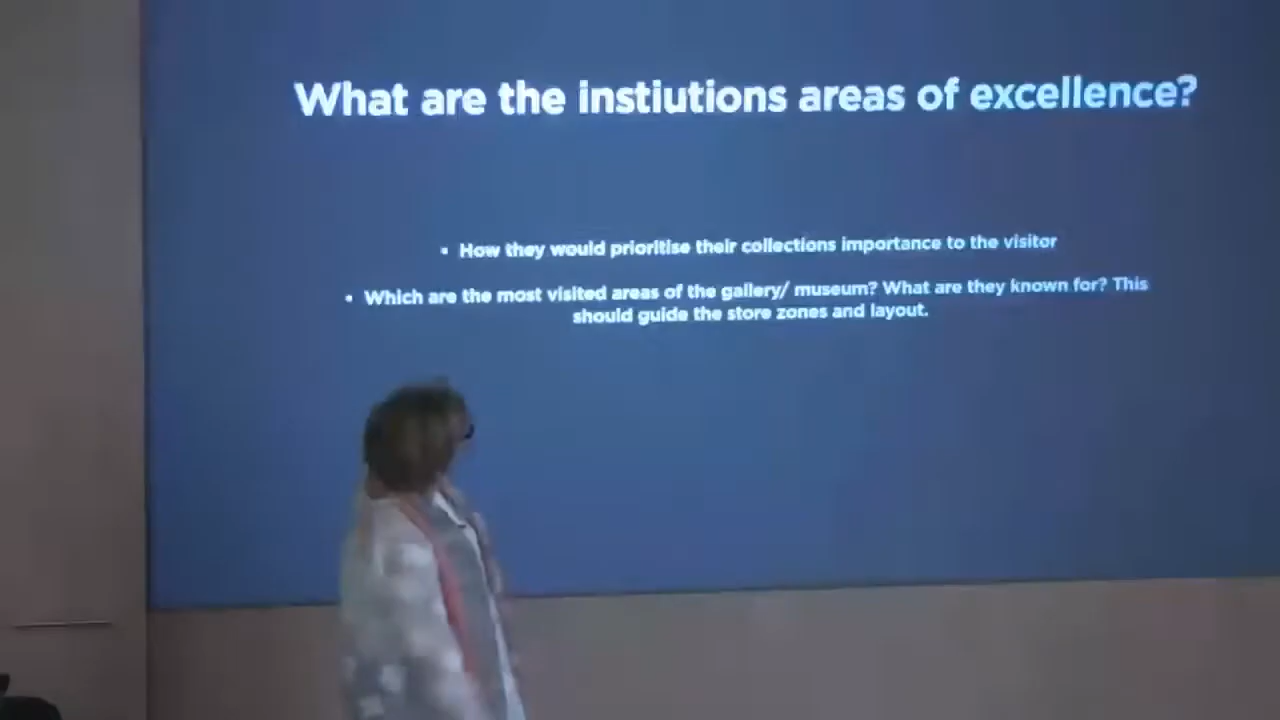 What are the instiutions areas of excellence?
• How they would prioritise their collections importance to the visitor
• Which are the most visited areas of the gallery/ museum? What are they known for? This
should guide the store zones and layout.